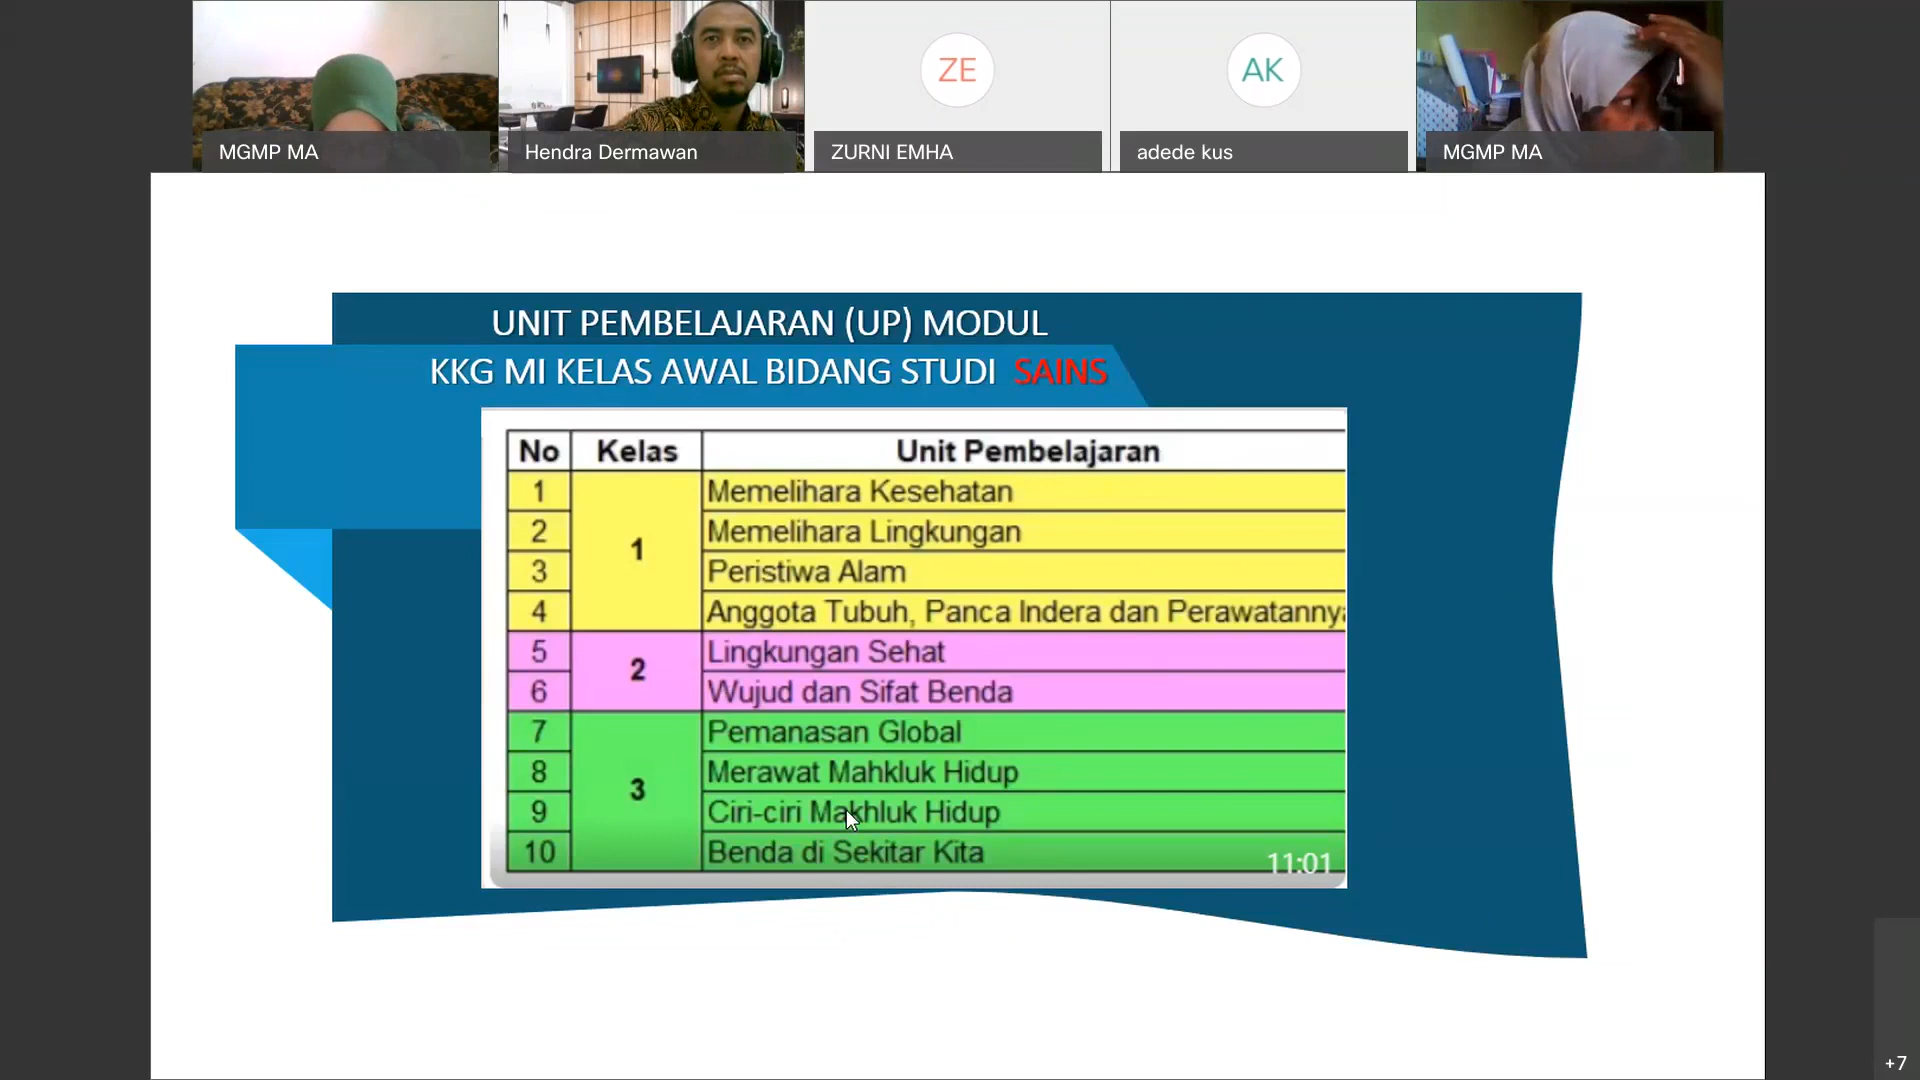 ZE
AK
MGMP MA
Hendra Dermawan
ZURNI EMHA
adede kus
MGMP MA
UNIT PEMBELAJARAN (UP) MODUL
KKG MI KELAS AWAL BIDANG STUDI SAINS
No Kelas Unit Pembelajaran
1 1 Memelihara Kesehatan
2 Memelihara Lingkungan
3 Peristiwa Alam
4 Anggota Tubuh, Panca Indera dan Perawatannya
5 2 Lingkungan Sehat
6 Wujud dan Sifat Benda
7 3 Pemanasan Global
8 Merawat Mahkluk Hidup
9 Ciri-ciri Makhluk Hidup
10 Benda di Sekitar Kita
11:01
+7